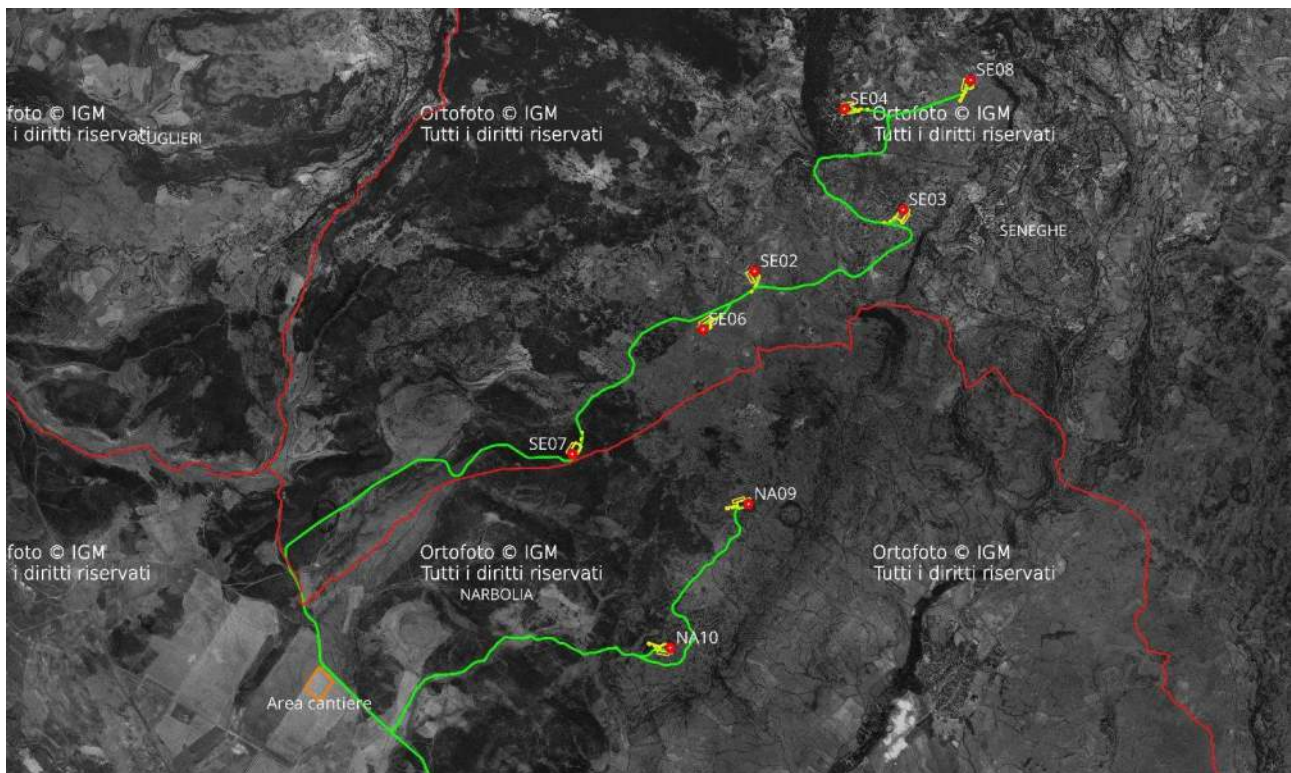 SE08
SE04
foto © IGM
i diritti riservati
CUGLIERI
Ortofoto © IGM
Tutti i diritti riservati
Ortofoto © IGM
Tutti i diritti riservati
SE03
SENEGHE
SE02
SE06
SE07
NA09
foto © IGM
i diritti riservati
Ortofoto © IGM
Tutti i diritti riservati
NARBOLIA
Ortofoto © IGM
Tutti i diritti riservati
NA10
Area cantiere